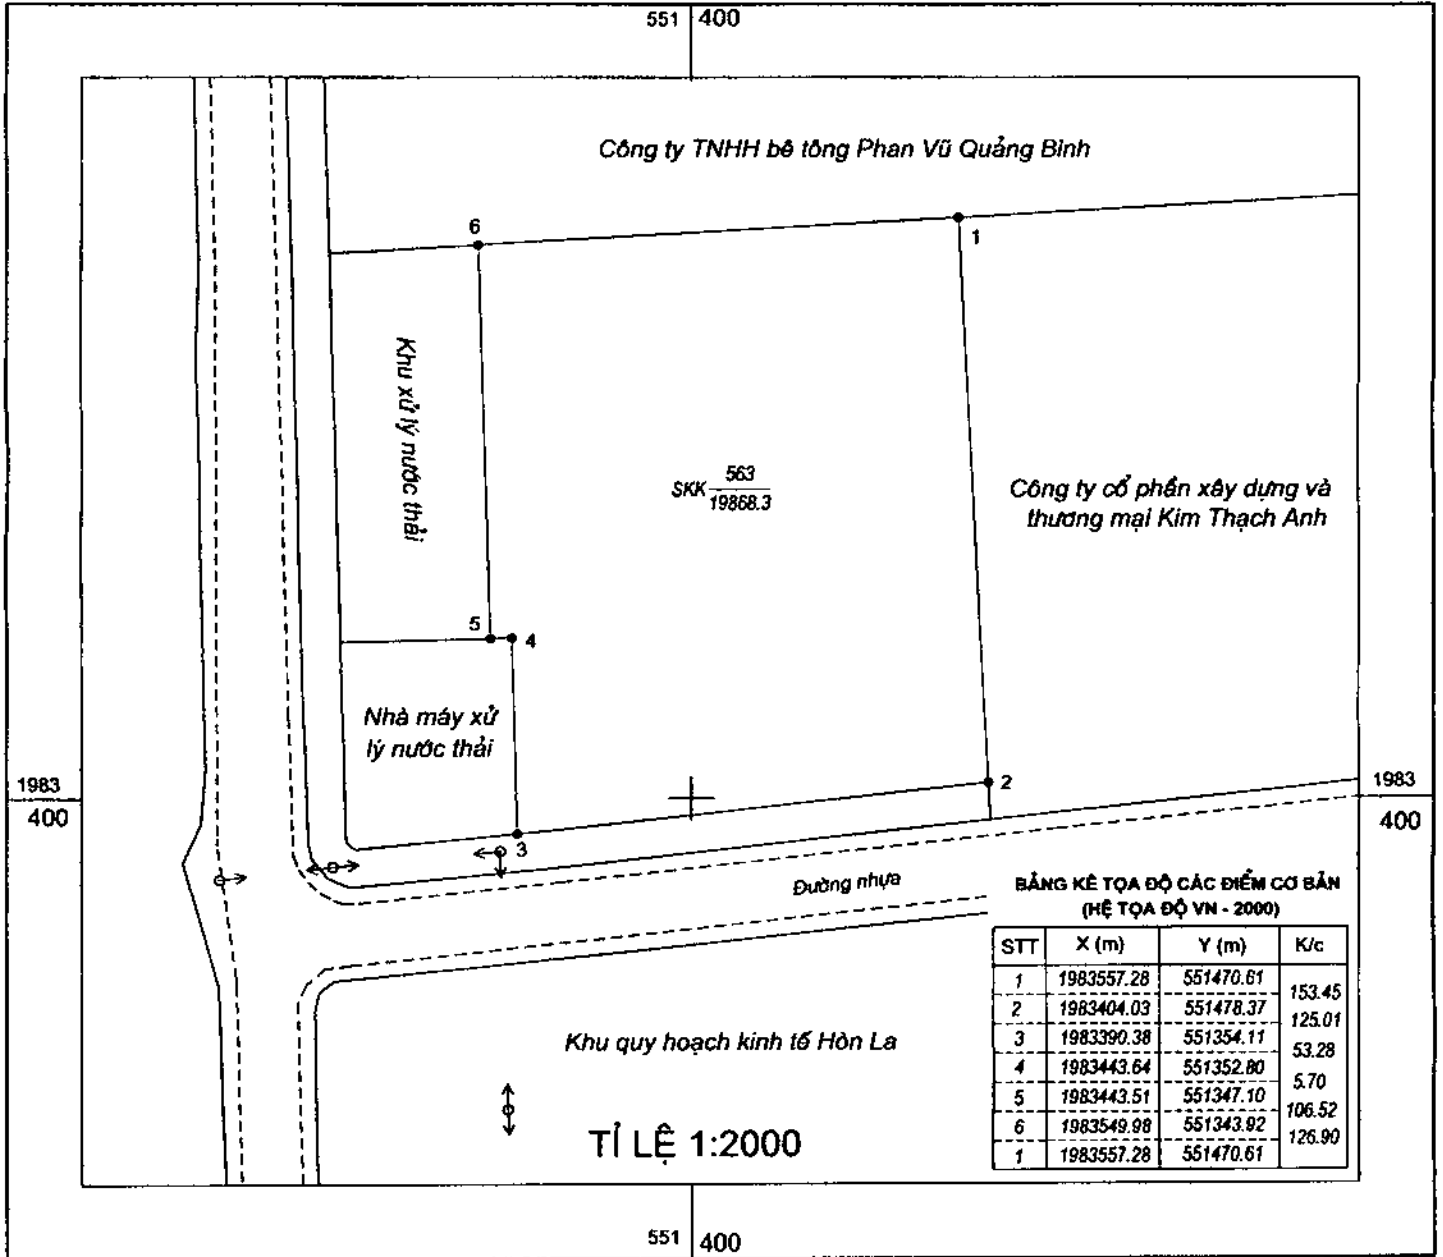 551 400
Công ty TNHH bê tông Phan Vũ Quảng Bình
6
1
Khu xử lý nước thải
SKK 563
19868.3
Công ty cổ phần xây dựng và
thương mại Kim Thạch Anh
5
4
Nhà máy xử
lý nước thải
1983
400
2
1983
400
3
Đường nhựa
BẢNG KÊ TỌA ĐỘ CÁC ĐIỂM CƠ BẢN
(HỆ TỌA ĐỘ VN - 2000)
STT X (m) Y (m) K/c
1 1983557.28 551470.61
153.45
2 1983404.03 551478.37
125.01
3 1983390.38 551354.11
53.28
4 1983443.64 551352.80
5.70
5 1983443.51 551347.10
106.52
6 1983549.98 551343.92
126.90
1 1983557.28 551470.61
Khu quy hoạch kinh tế Hòn La
TỈ LỆ 1:2000
551 400